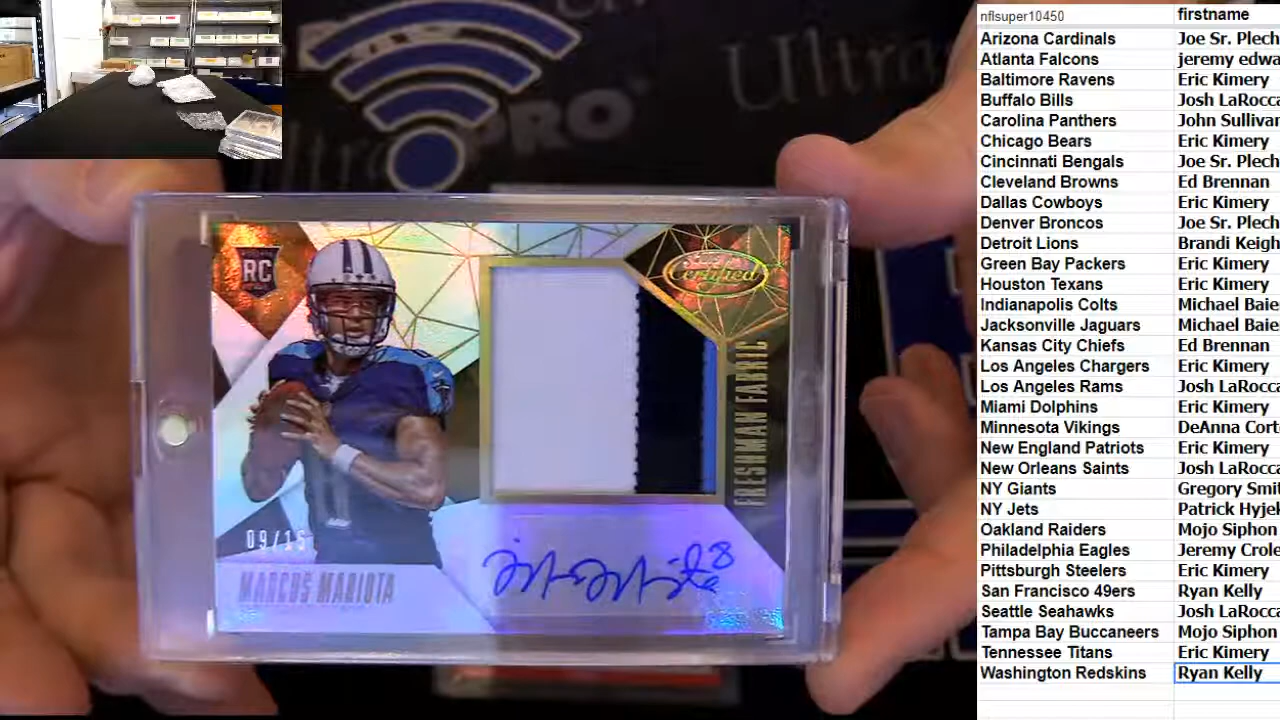 nflsuper10450 firstname
Arizona Cardinals Joe Sr. Plech
Atlanta Falcons jeremy edwa
Baltimore Ravens Eric Kimery
Buffalo Bills Josh LaRocca
Carolina Panthers John Sullivan
Chicago Bears Eric Kimery
Cincinnati Bengals Joe Sr. Plech
Cleveland Browns Ed Brennan
Dallas Cowboys Eric Kimery
Denver Broncos Joe Sr. Plech
Detroit Lions Brandi Keigh
Green Bay Packers Eric Kimery
Houston Texans Eric Kimery
Indianapolis Colts Michael Baie
Jacksonville Jaguars Michael Baie
Kansas City Chiefs Ed Brennan
Los Angeles Chargers Eric Kimery
Los Angeles Rams Josh LaRocca
Miami Dolphins Eric Kimery
Minnesota Vikings DeAnna Cort
New England Patriots Eric Kimery
New Orleans Saints Josh LaRocca
NY Giants Gregory Smit
NY Jets Patrick Hyjek
Oakland Raiders Mojo Siphon
Philadelphia Eagles Jeremy Crole
Pittsburgh Steelers Eric Kimery
San Francisco 49ers Ryan Kelly
Seattle Seahawks Josh LaRocca
Tampa Bay Buccaneers Mojo Siphon
Tennessee Titans Eric Kimery
Washington Redskins Ryan Kelly
PRO
RC
Certified
FRESHMAN FABRIC
09/15
MARCUS MARIOTA
8